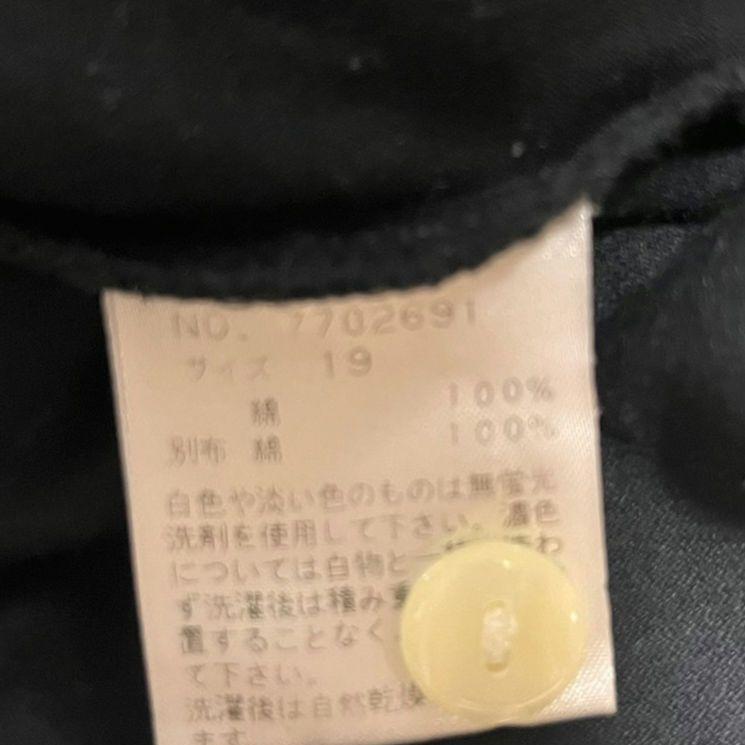 NO. 7702691
サイズ 19
綿 100%
別布 綿 100%
白色や淡い色のものは無蛍光
洗剤を使用して下さい。濃色
については白物と一
ず洗濯後は積み重
置することなく
て下さい。
洗濯後は自然乾燥
ます。